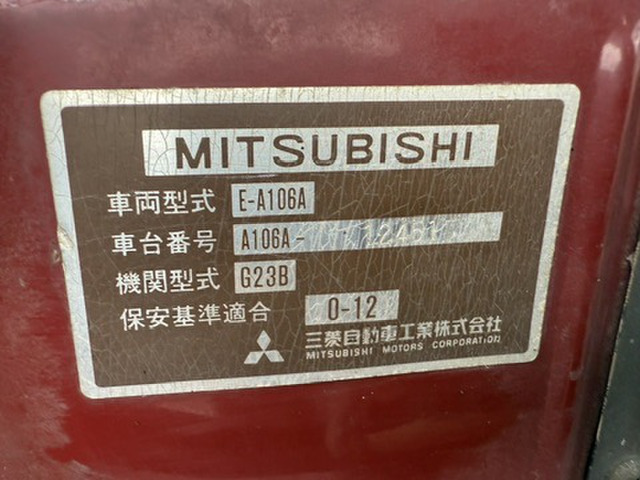 MITSUBISHI
車両型式 E-A106A
車台番号 A106A- 12451
機関型式 G23B
保安基準適合 0-12
三菱自動車工業株式会社
MITSUBISHI MOTORS CORPORATION